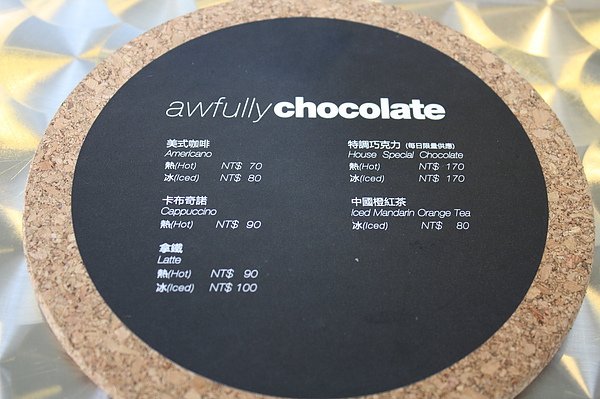 awfullychocolate
美式咖啡
Americano
熱(Hot) NT$ 70
冰(Iced) NT$ 80
卡布奇諾
Cappuccino
熱(Hot) NT$ 90
拿鐵
Latte
熱(Hot) NT$ 90
冰(Iced) NT$ 100
特調巧克力 (每日限量供應)
House Special Chocolate
熱(Hot) NT$ 170
冰(Iced) NT$ 170
中國橙紅茶
Iced Mandarin Orange Tea
冰(Iced) NT$ 80